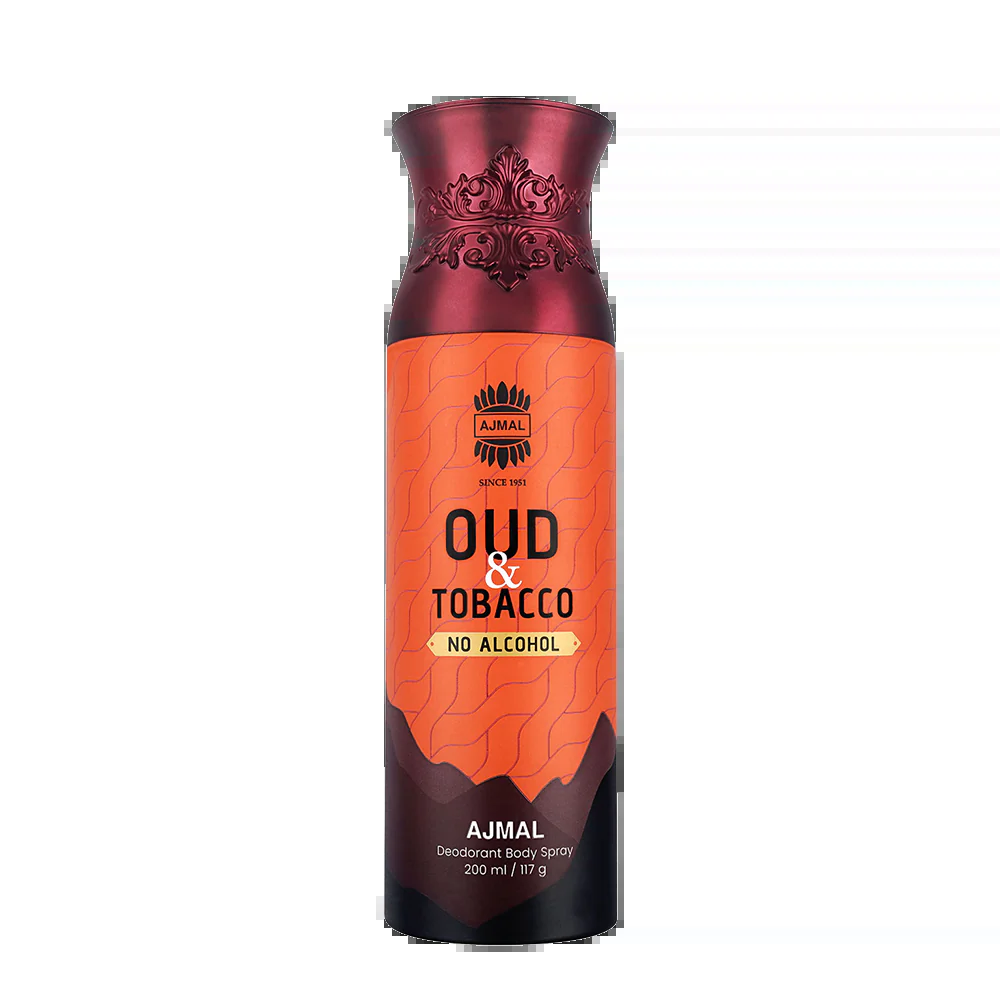 AJMAL
SINCE 1951
OUD
&
TOBACCO
NO ALCOHOL
AJMAL
Deodorant Body Spray
200 ml / 117 g